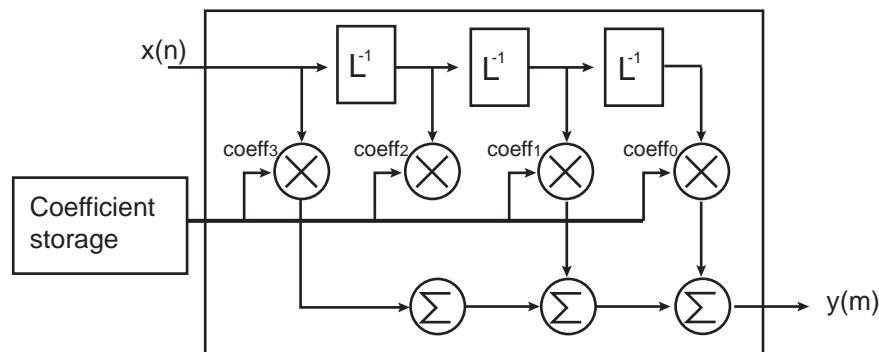 x(n)
L-1
L-1
L-1
coeff3
coeff2
coeff1
coeff0
Coefficient
storage
Σ
Σ
Σ
y(m)